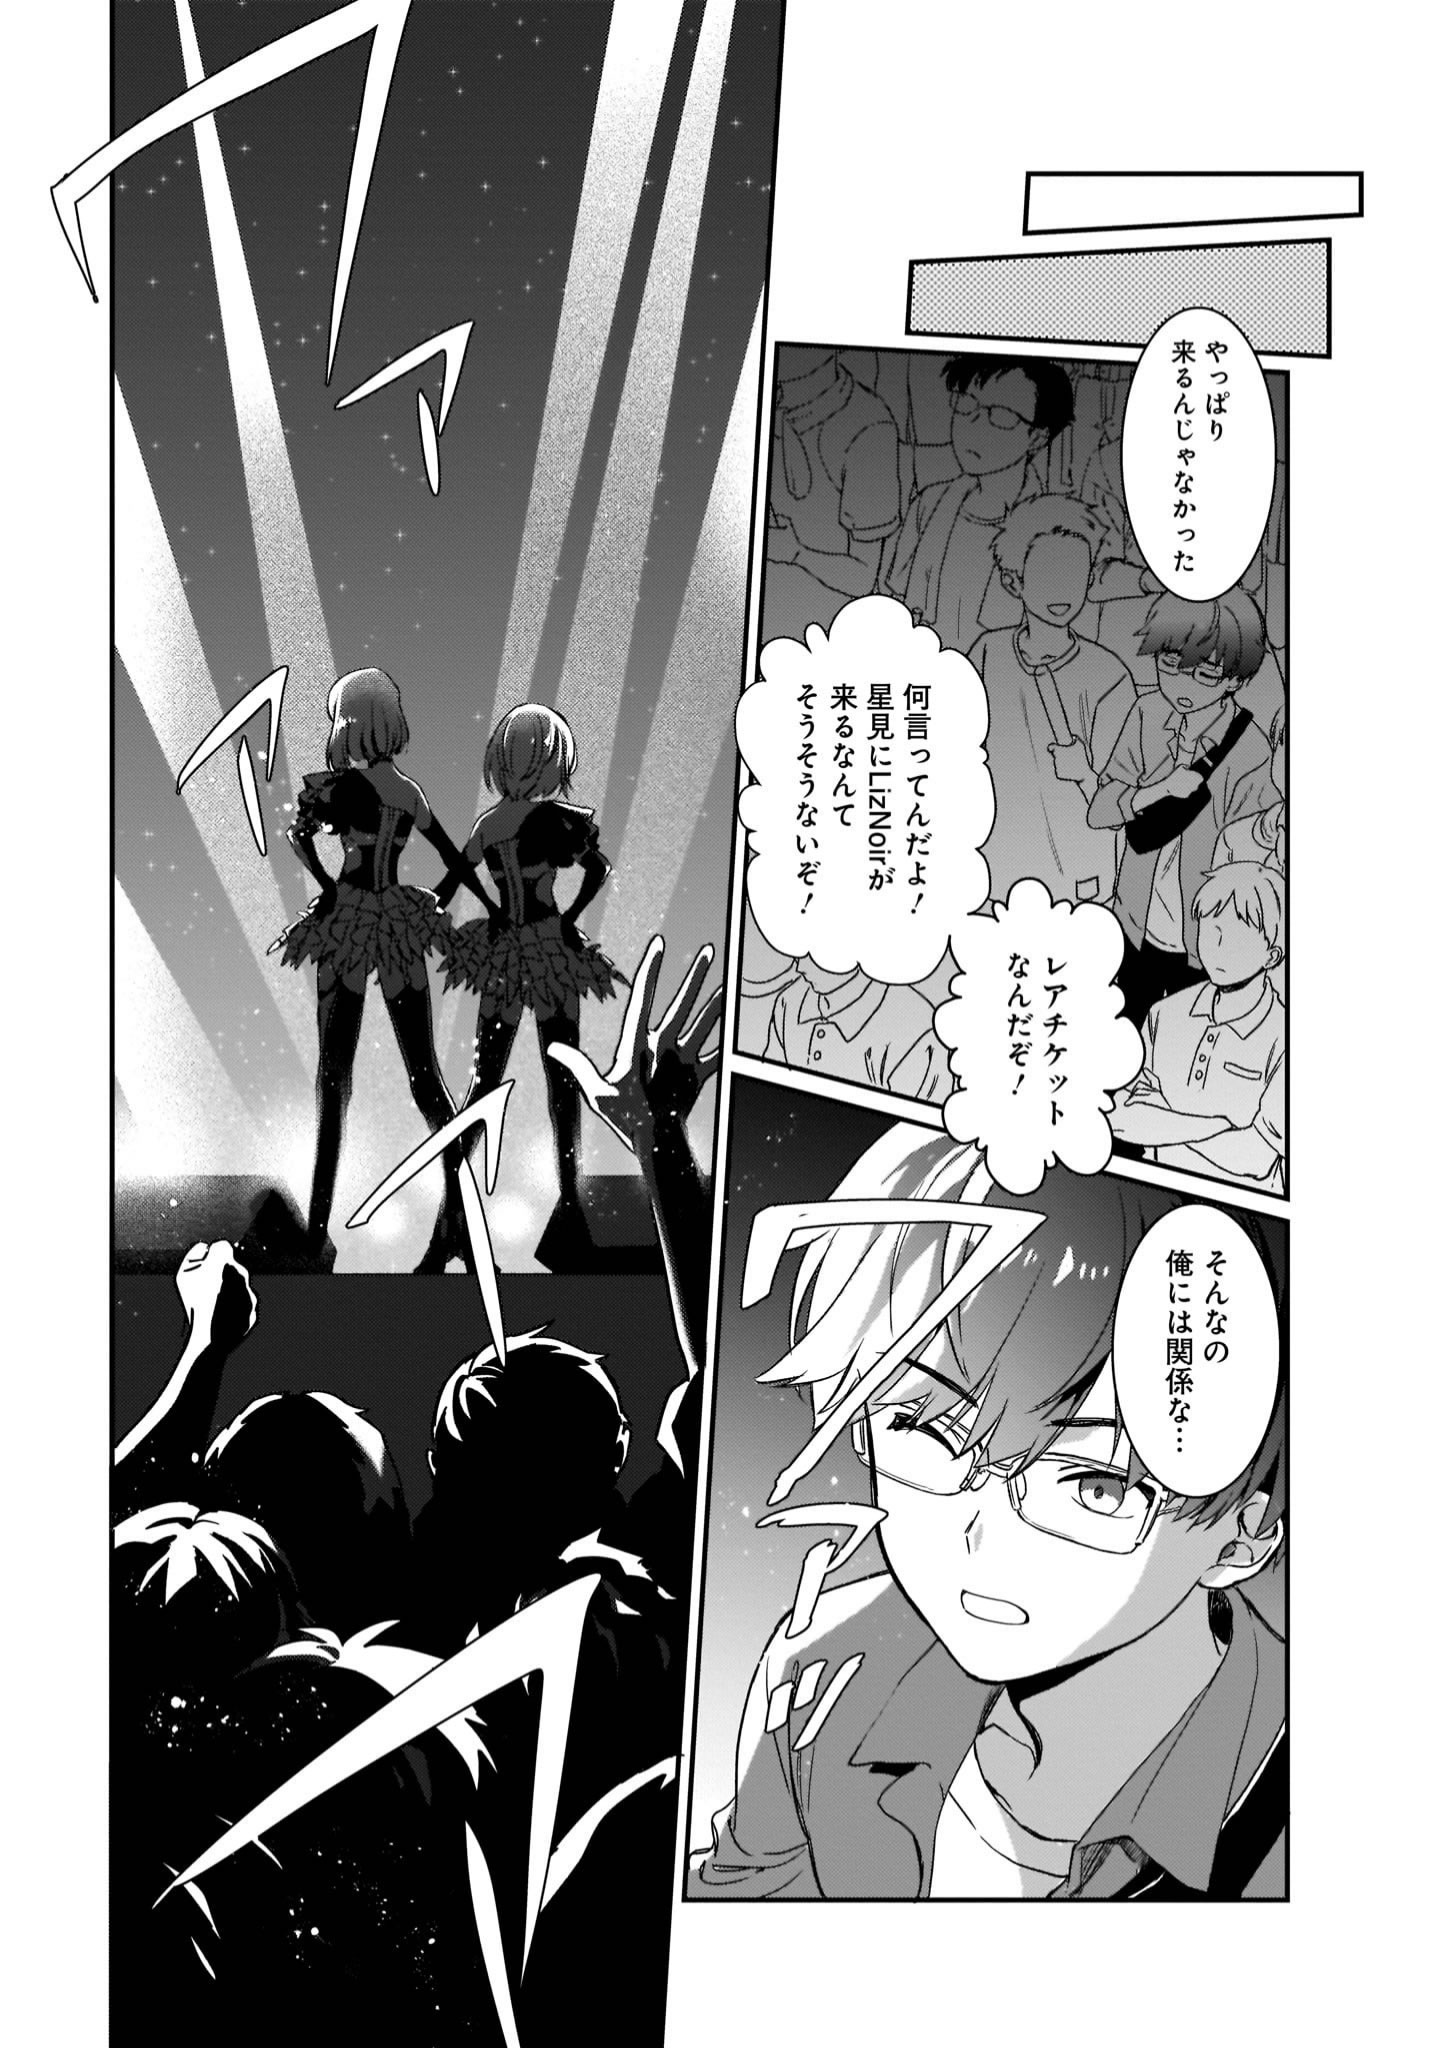 やっぱり
来るんじゃなかった
何言ってんだよ!
星見にLizNoirが
来るなんて
そうそうないぞ!
レアチケット
なんだぞ!
そんなの
俺には関係な…